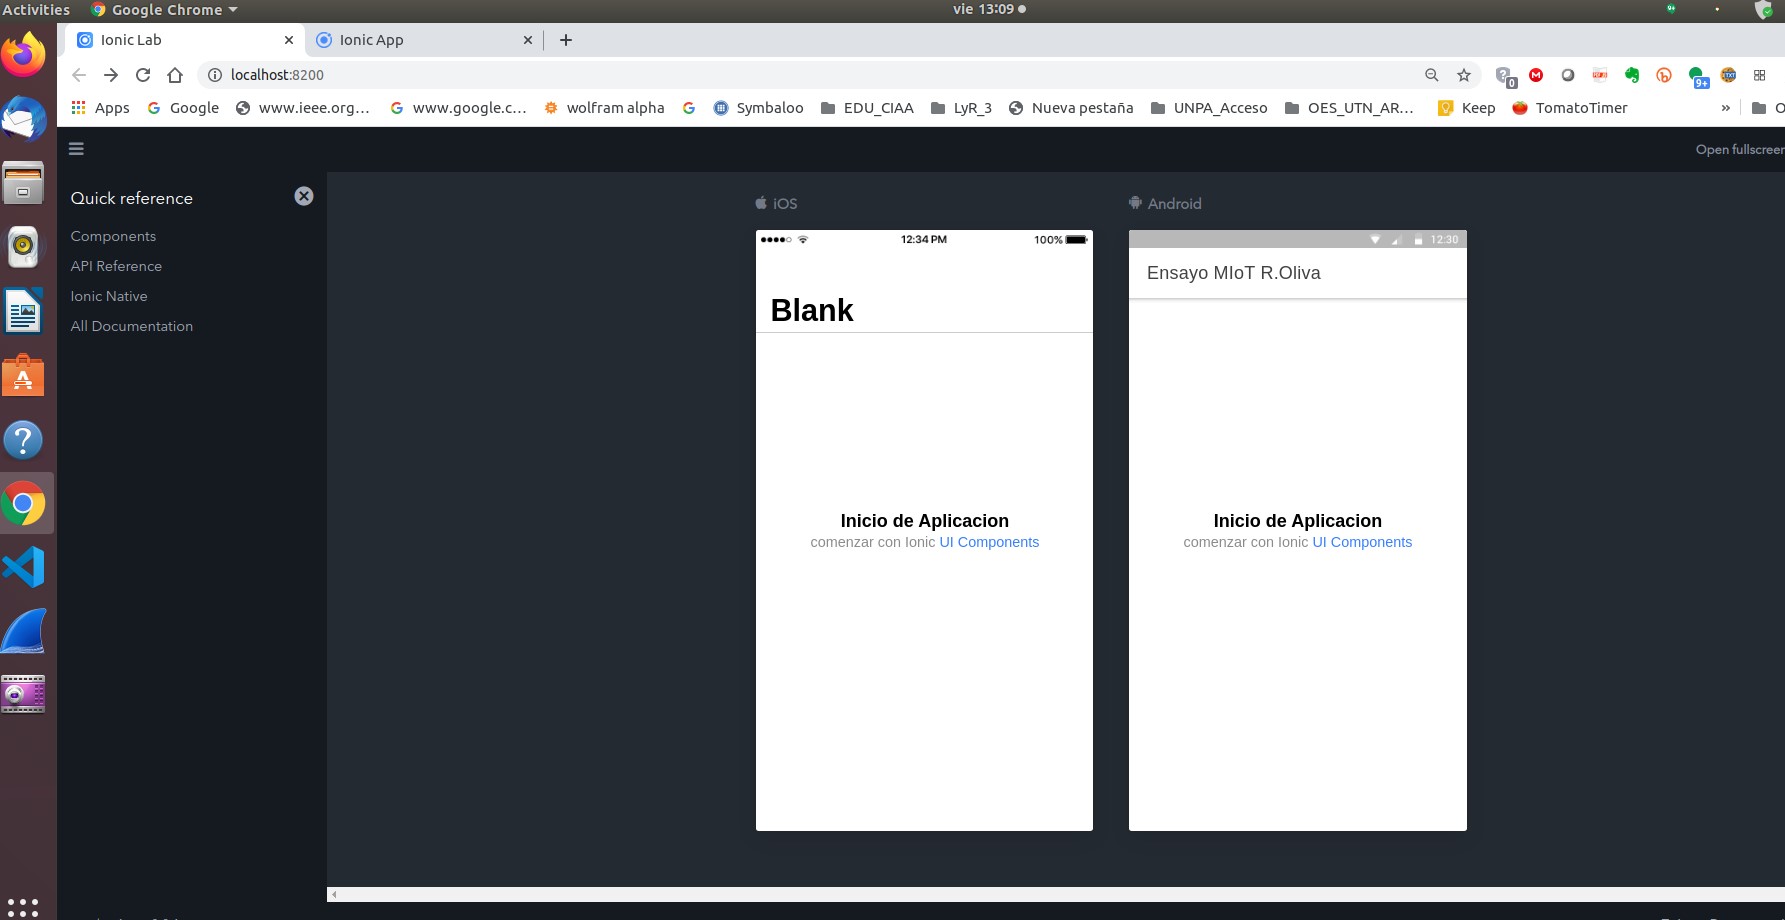 Activities Google Chrome vie 13:09
Ionic Lab Ionic App
localhost:8200
0 9+
Apps Google www.ieee.org... www.google.c... wolfram alpha Symbaloo EDU_CIAA LyR_3 Nueva pestaña UNPA_Acceso OES_UTN_AR... Keep TomatoTimer » O
Open fullscreen
Quick reference
Components
API Reference
Ionic Native
All Documentation
iOS
12:34 PM 100%
Blank
Inicio de Aplicacion
comenzar con Ionic UI Components
Android
12:30
Ensayo MIoT R.Oliva
Inicio de Aplicacion
comenzar con Ionic UI Components